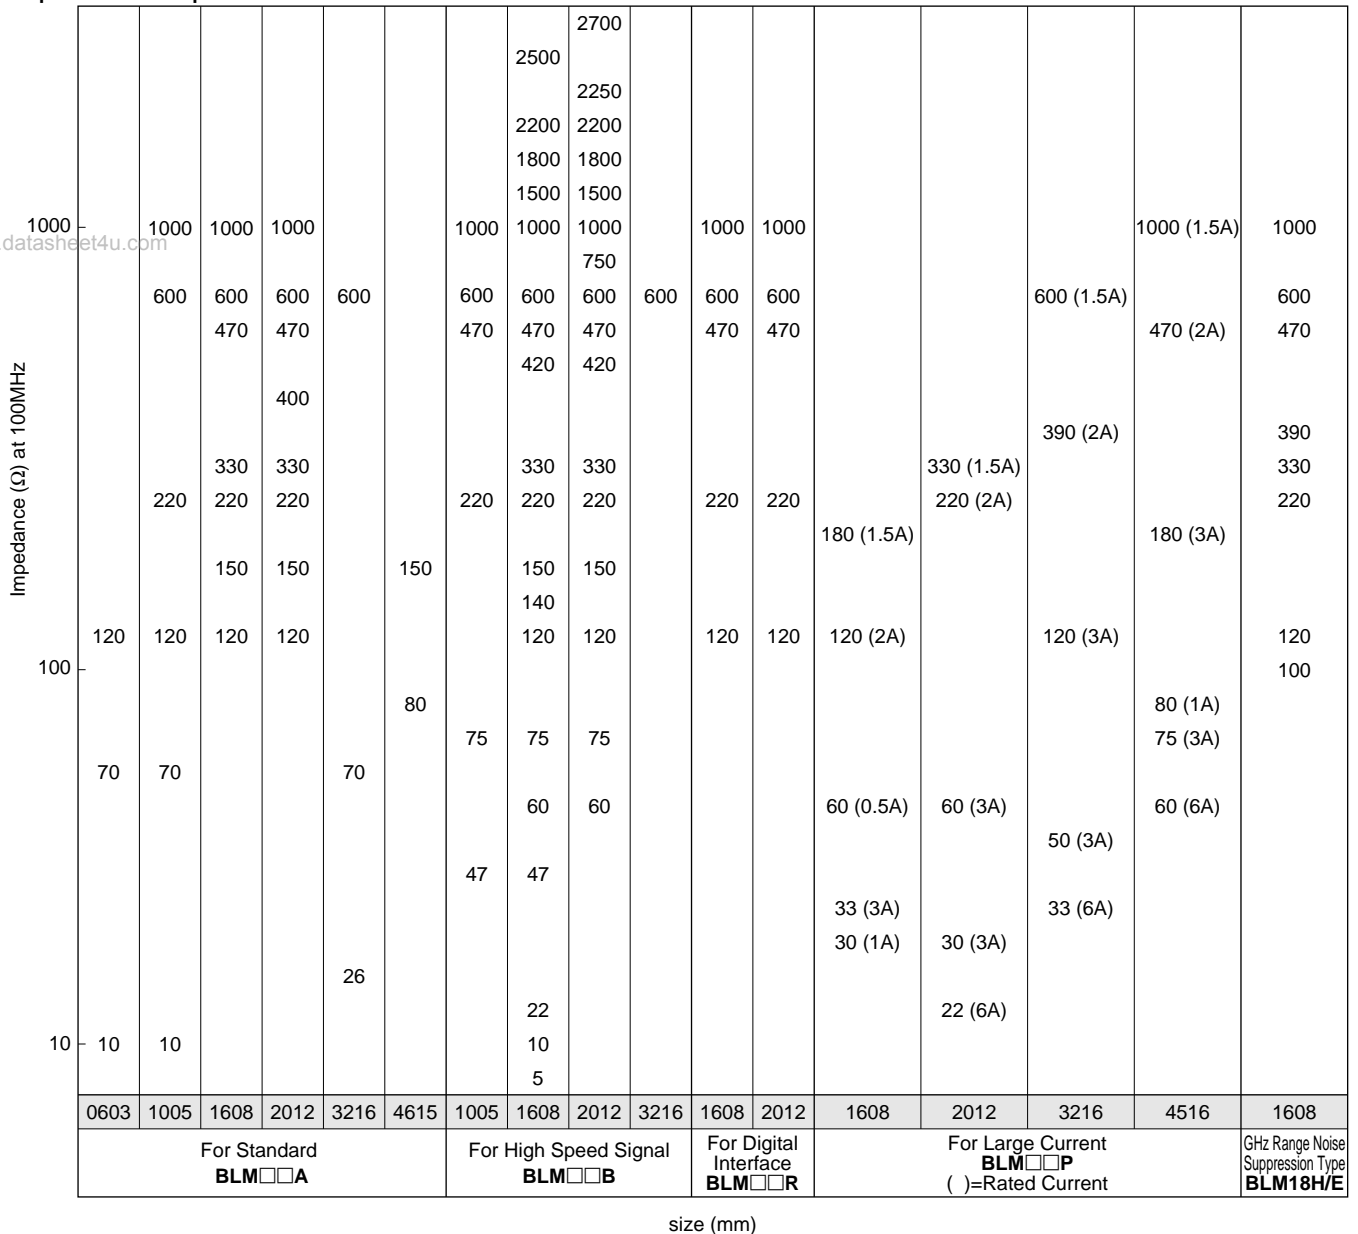 2700
2500
2250
2200 2200
1800 1800
1500 1500
1000 1000 1000 1000 1000 1000 1000 1000 1000 1000 (1.5A) 1000
.datasheet4u.com
750
600 600 600 600 600 600 600 600 600 600 600 (1.5A) 600
470 470 470 470 470 470 470 470 (2A) 470
420 420
400
390 (2A) 390
330 330 330 330 330 (1.5A) 330
220 220 220 220 220 220 220 220 220 (2A) 220
180 (1.5A) 180 (3A)
150 150 150 150 150
140
120 120 120 120 120 120 120 120 120 (2A) 120 (3A) 120
100 100
80 80 (1A)
75 75 75 75 (3A)
70 70 70
60 60 60 (0.5A) 60 (3A) 60 (6A)
50 (3A)
47 47
33 (3A) 33 (6A)
30 (1A) 30 (3A)
26
22 22 (6A)
10 10 10 10
5
Impedance (Ω) at 100MHz
0603 1005 1608 2012 3216 4615 1005 1608 2012 3216 1608 2012 1608 2012 3216 4516 1608
For Standard
BLM□□A
For High Speed Signal
BLM□□B
For Digital
Interface
BLM□□R
For Large Current
BLM□□P
( )=Rated Current
GHz Range Noise
Suppression Type
BLM18H/E
size (mm)